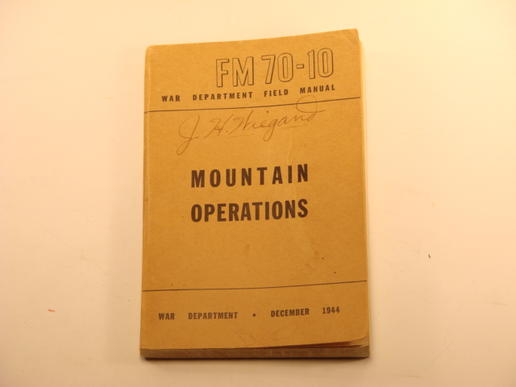 FM 70-10
WAR DEPARTMENT FIELD MANUAL
J. H. Wiegand
MOUNTAIN
OPERATIONS
WAR DEPARTMENT • DECEMBER 1944